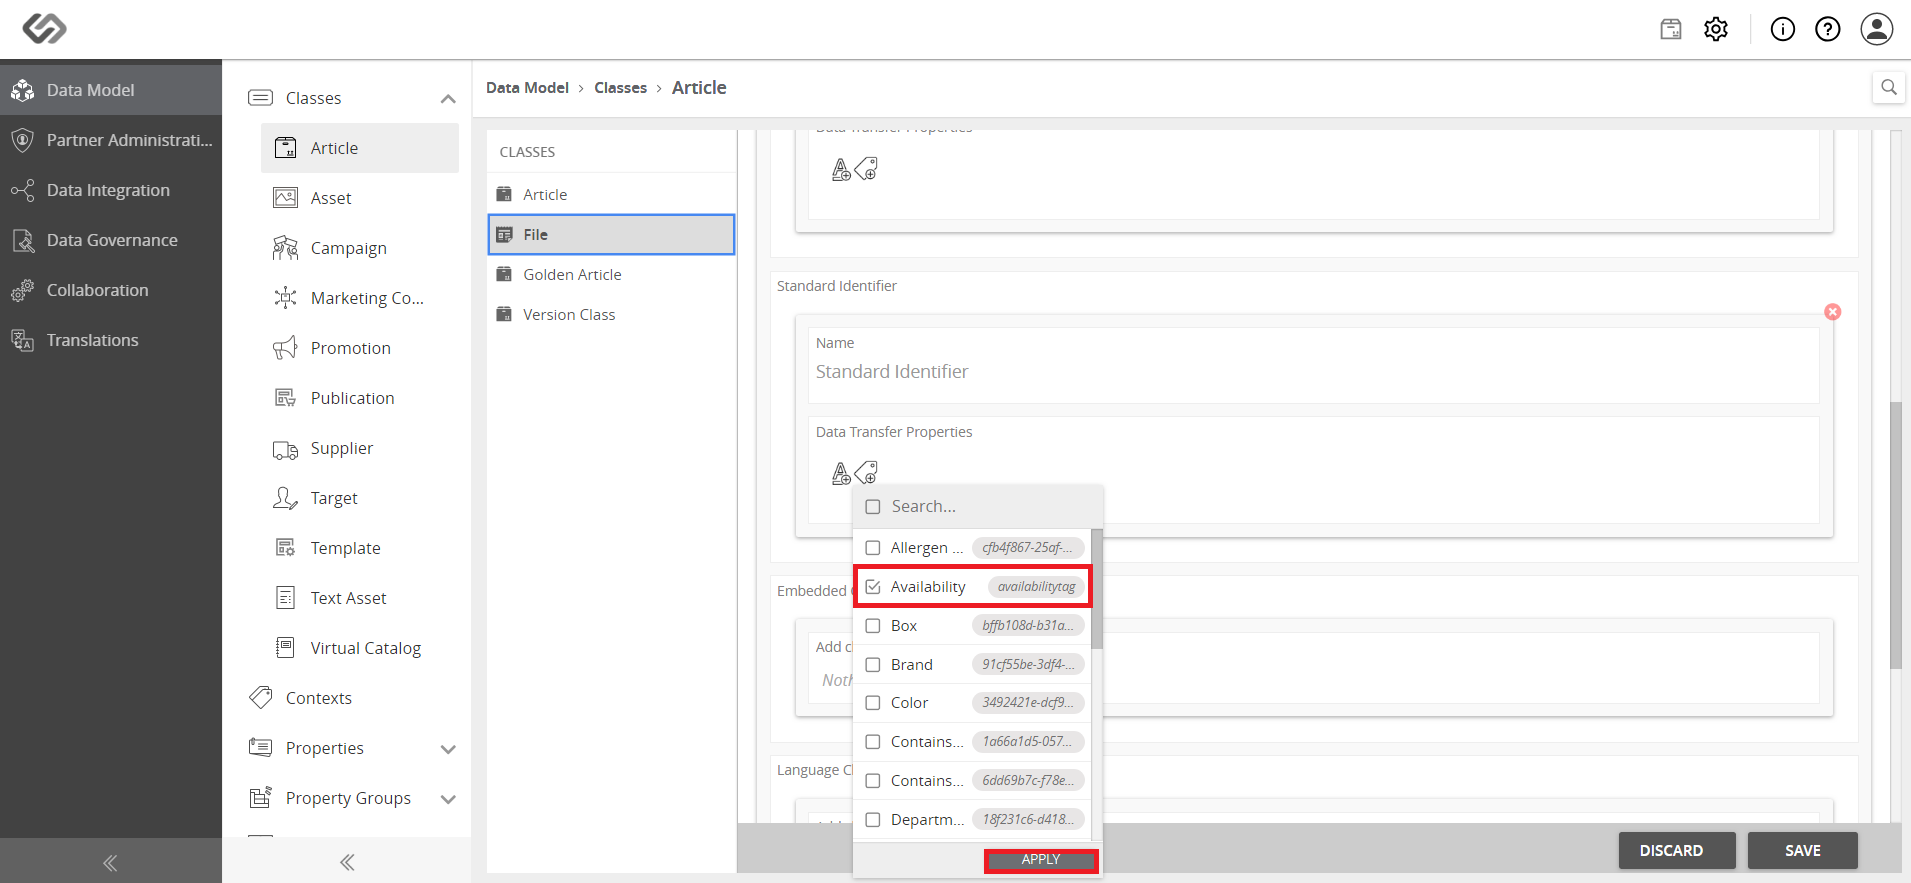 Data Model
Partner Administrati...
Data Integration
Data Governance
Collaboration
Translations
Classes
Article
Asset
Campaign
Marketing Co...
Promotion
Publication
Supplier
Target
Template
Text Asset
Virtual Catalog
Contexts
Properties
Property Groups
Data Model > Classes > Article
CLASSES
Article
File
Golden Article
Version Class
Data Transfer Properties
Standard Identifier
Name
Standard Identifier
Data Transfer Properties
Search...
Allergen ... cfb4f867-25af-...
Availability availabilitytag
Box bffb108d-b31a...
Brand 91cf55be-3df4-...
Color 3492421e-dcf9...
Contains... 1a66a1d5-057...
Contains... 6dd69b7c-f78e...
Departm... 18f231c6-d418...
APPLY
Embedded
Add c
Noth
Language Cl
DISCARD
SAVE